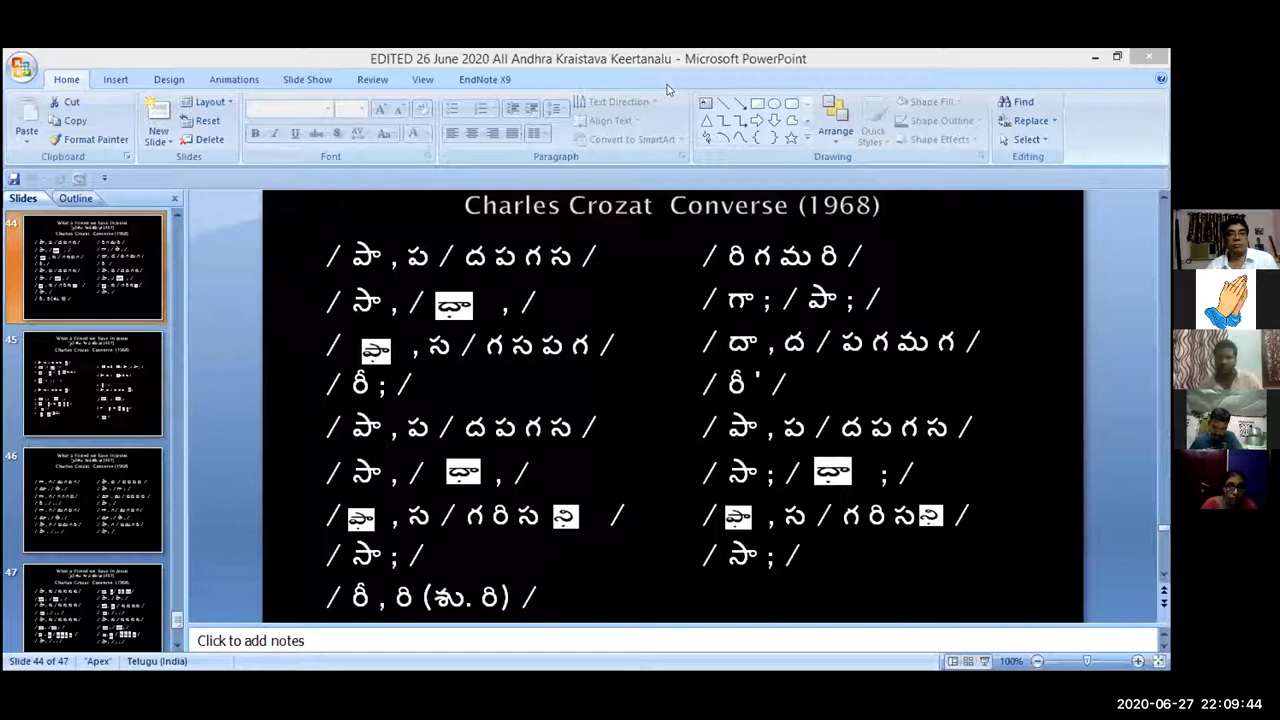 EDITED 26 June 2020 All Andhra Kraistava Keertanalu - Microsoft PowerPoint
Home Insert Design Animations Slide Show Review View EndNote X9
Cut Layout Text Direction Shape Fill Find
Paste Copy New Slide Reset Align Text Arrange Quick Styles Shape Outline Replace
Format Painter Delete Convert to SmartArt Shape Effects Select
Clipboard Slides Font Paragraph Drawing Editing
Slides Outline
44
45
46
47
Charles Crozat Converse (1968)
/ పా , ప / ద ప గ స / / రి గ మ రి /
/ సా , / దా , / / గా ; / పా ; /
/ పా , స / గ స ప గ / / దా , ద / ప గ మ గ /
/ రీ ; / / రీ ' /
/ పా , ప / ద ప గ స / / పా , ప / ద ప గ స /
/ సా , / దా , / / సా ; / దా ; /
/ పా , స / గ రి స ని / / పా , స / గ రి స ని /
/ సా ; / / సా ; /
/ రీ , రి (శు. రి) /
Click to add notes
Slide 44 of 47 "Apex" Telugu (India) 100%
2020-06-27 22:09:44